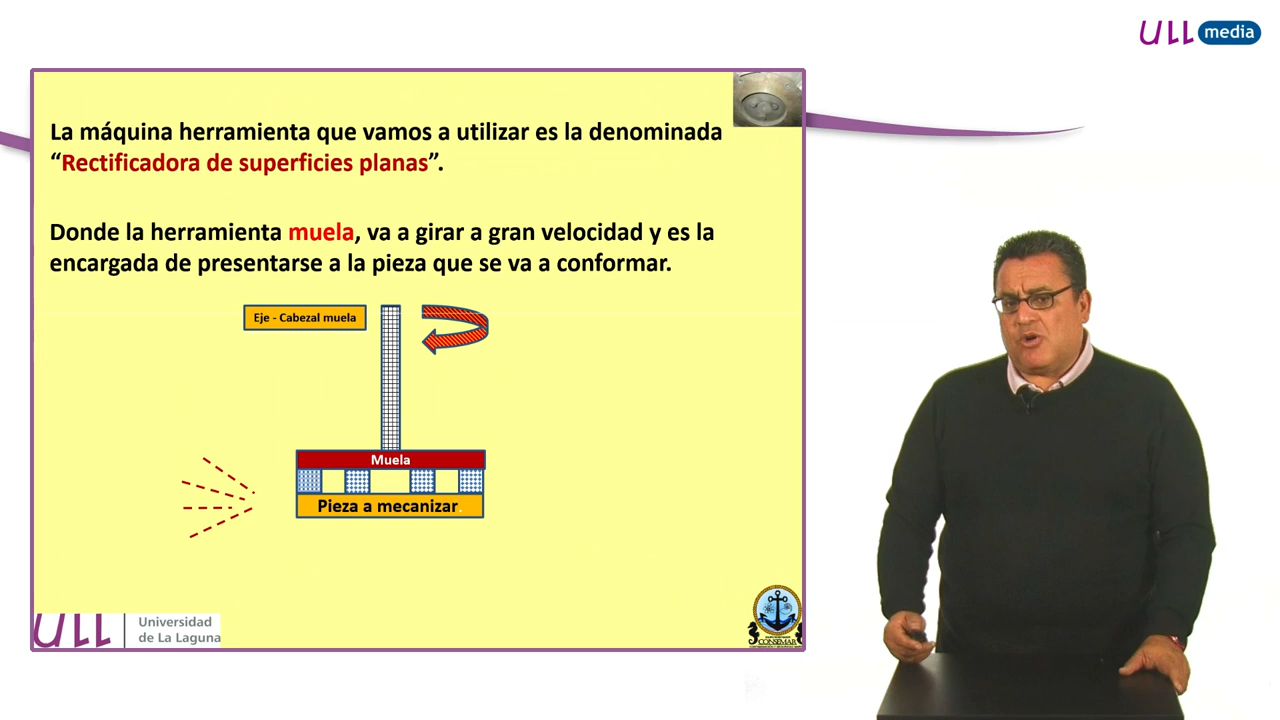 ULL media
La máquina herramienta que vamos a utilizar es la denominada
“Rectificadora de superficies planas”.
Donde la herramienta muela, va a girar a gran velocidad y es la
encargada de presentarse a la pieza que se va a conformar.
Eje - Cabezal muela
Muela
Pieza a mecanizar.
ULL
Universidad
de La Laguna
CONSEMAR